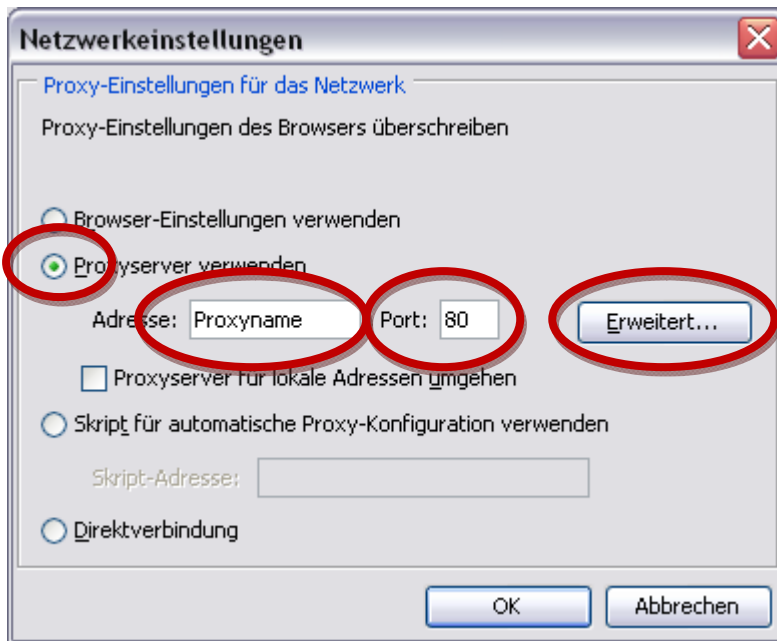 Netzwerkeinstellungen
Proxy-Einstellungen für das Netzwerk
Proxy-Einstellungen des Browsers überschreiben
Browser-Einstellungen verwenden
Proxyserver verwenden
Adresse: Proxyname Port: 80 Erweitert...
Proxyserver für lokale Adressen umgehen
Skript für automatische Proxy-Konfiguration verwenden
Skript-Adresse:
Direktverbindung
OK Abbrechen